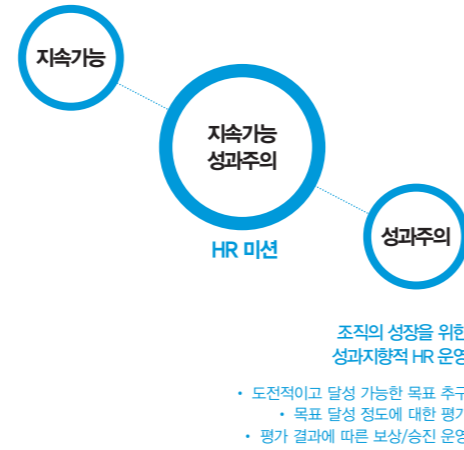 지속가능
지속가능
성과주의
HR 미션
성과주의
조직의 성장을 위한
성과지향적 HR 운영
• 도전적이고 달성 가능한 목표 추구
• 목표 달성 정도에 대한 평가
• 평가 결과에 따른 보상/승진 운영